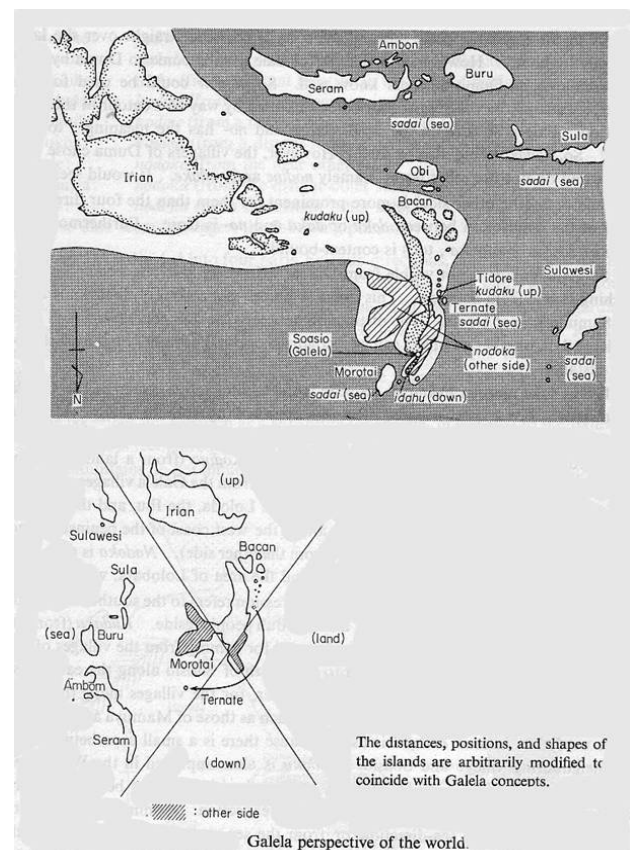 Ambon
Buru
Seram
sadai (sea)
Sula
sadai (sea)
Irian
Obi
Bacan
kudaku (up)
Sulawesi
Tidore
kudaku (up)
Ternate
sadai (sea)
Soasio
(Galela)
nodoka
(other side)
Morotai
sadai (sea)
idahu (down)
sadai
(sea)
N
(up)
Irian
Sulawesi
Bacan
Sula
(sea)
Buru
(land)
Morotai
Ambom
Ternate
Seram
(down)
The distances, positions, and shapes of
the islands are arbitrarily modified to
coincide with Galela concepts.
: other side
Galela perspective of the world.